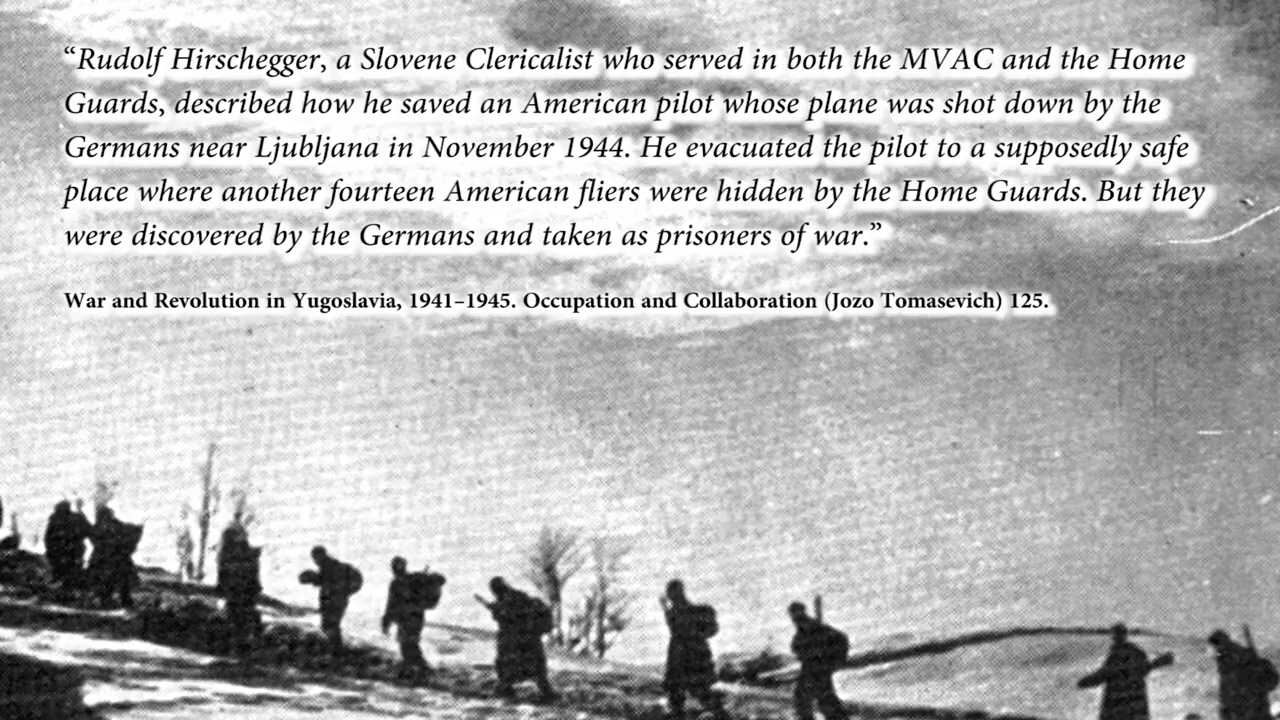 “Rudolf Hirschegger, a Slovene Clericalist who served in both the MVAC and the Home
Guards, described how he saved an American pilot whose plane was shot down by the
Germans near Ljubljana in November 1944. He evacuated the pilot to a supposedly safe
place where another fourteen American fliers were hidden by the Home Guards. But they
were discovered by the Germans and taken as prisoners of war.”
War and Revolution in Yugoslavia, 1941–1945. Occupation and Collaboration (Jozo Tomasevich) 125.